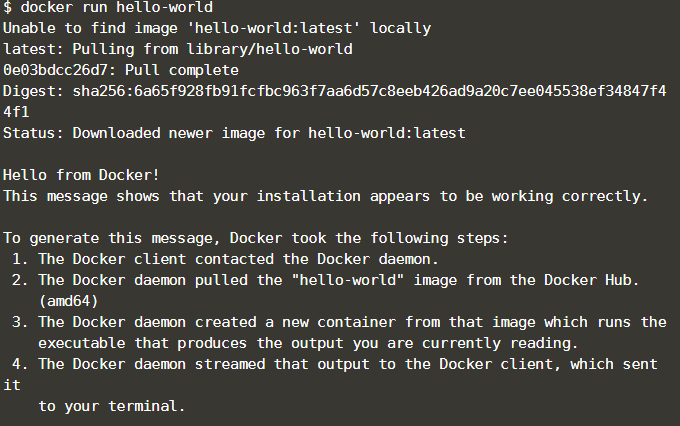 $ docker run hello-world
Unable to find image 'hello-world:latest' locally
latest: Pulling from library/hello-world
0e03bdcc26d7: Pull complete
Digest: sha256:6a65f928fb91fcfbc963f7aa6d57c8eeb426ad9a20c7ee045538ef34847f4
4f1
Status: Downloaded newer image for hello-world:latest

Hello from Docker!
This message shows that your installation appears to be working correctly.

To generate this message, Docker took the following steps:
 1. The Docker client contacted the Docker daemon.
 2. The Docker daemon pulled the "hello-world" image from the Docker Hub.
    (amd64)
 3. The Docker daemon created a new container from that image which runs the
    executable that produces the output you are currently reading.
 4. The Docker daemon streamed that output to the Docker client, which sent
it
    to your terminal.